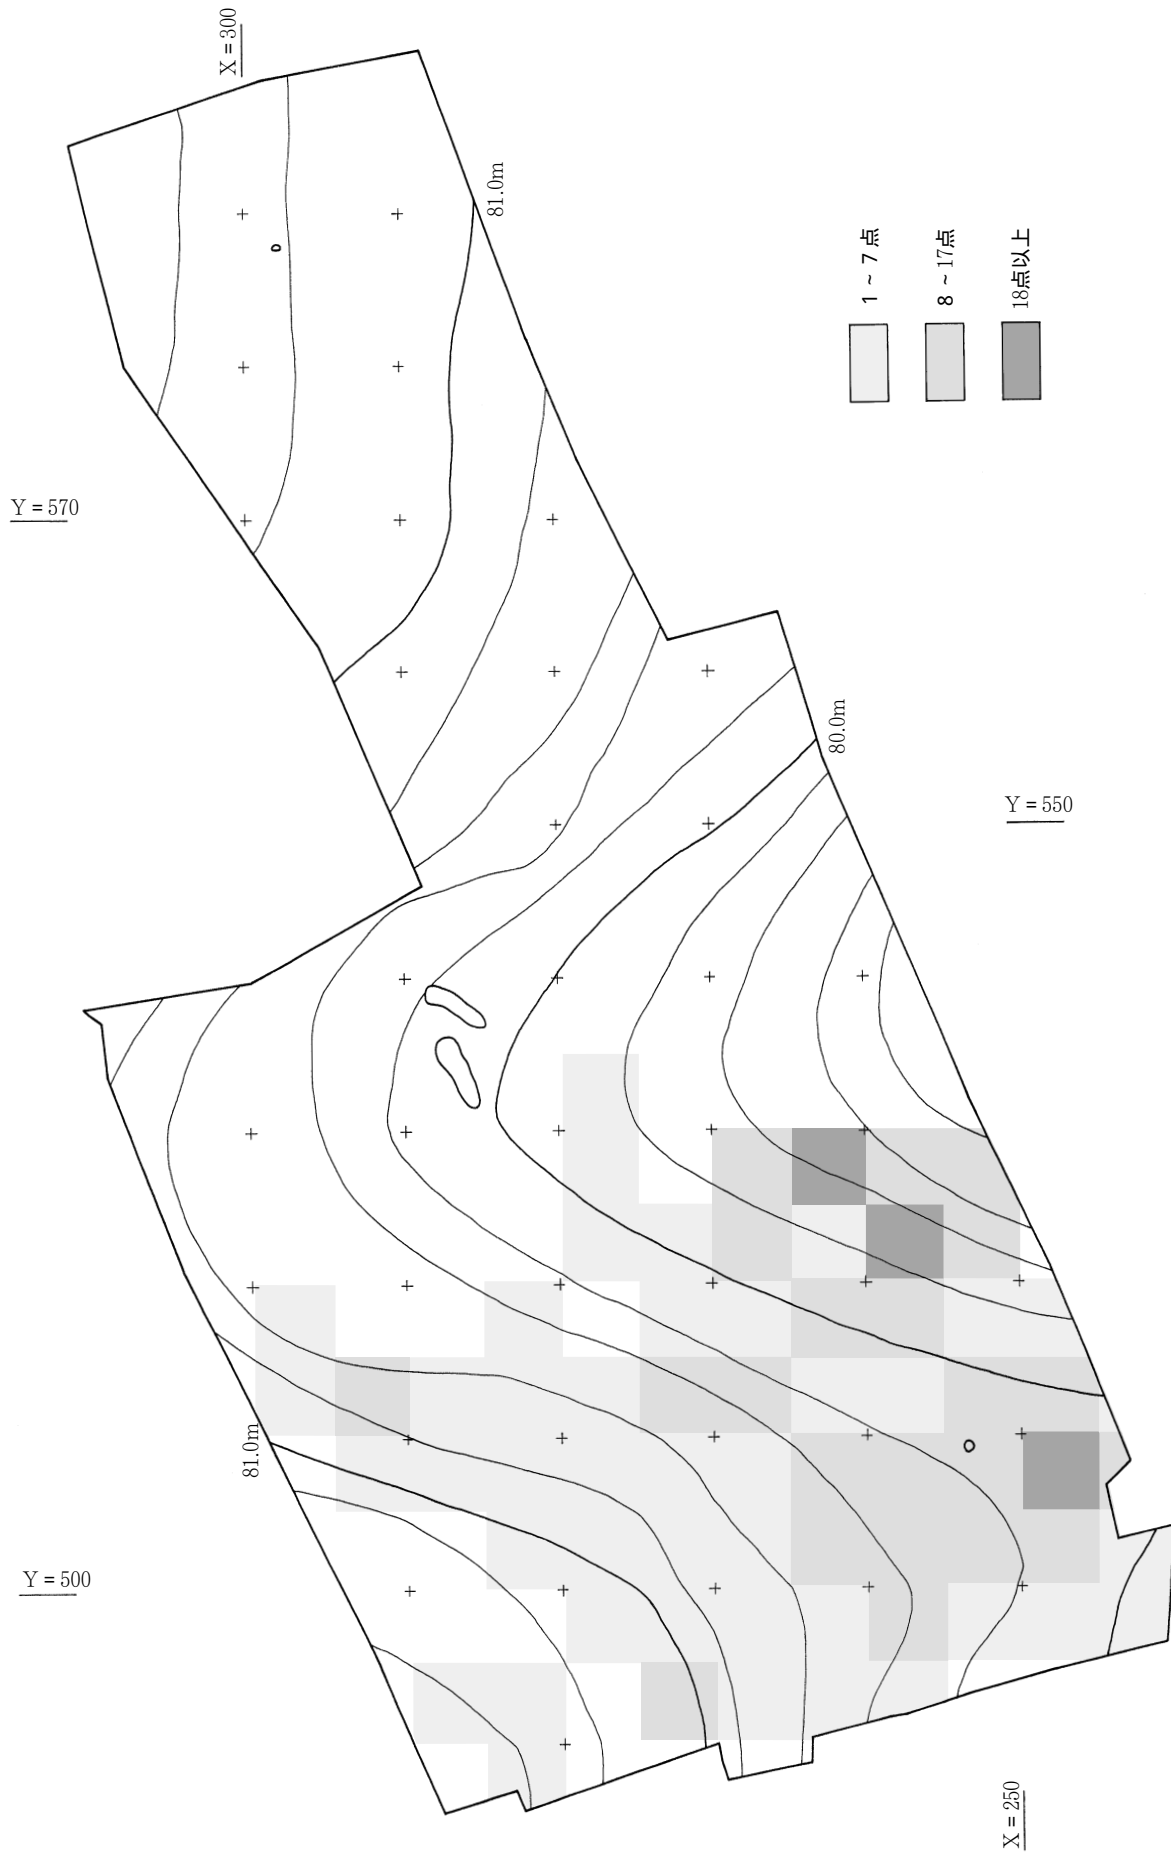 X = 300
81.0m
1 ~ 7 点
8 ~ 17点
18点以上
Y = 570
80.0m
Y = 550
81.0m
Y = 500
X = 250